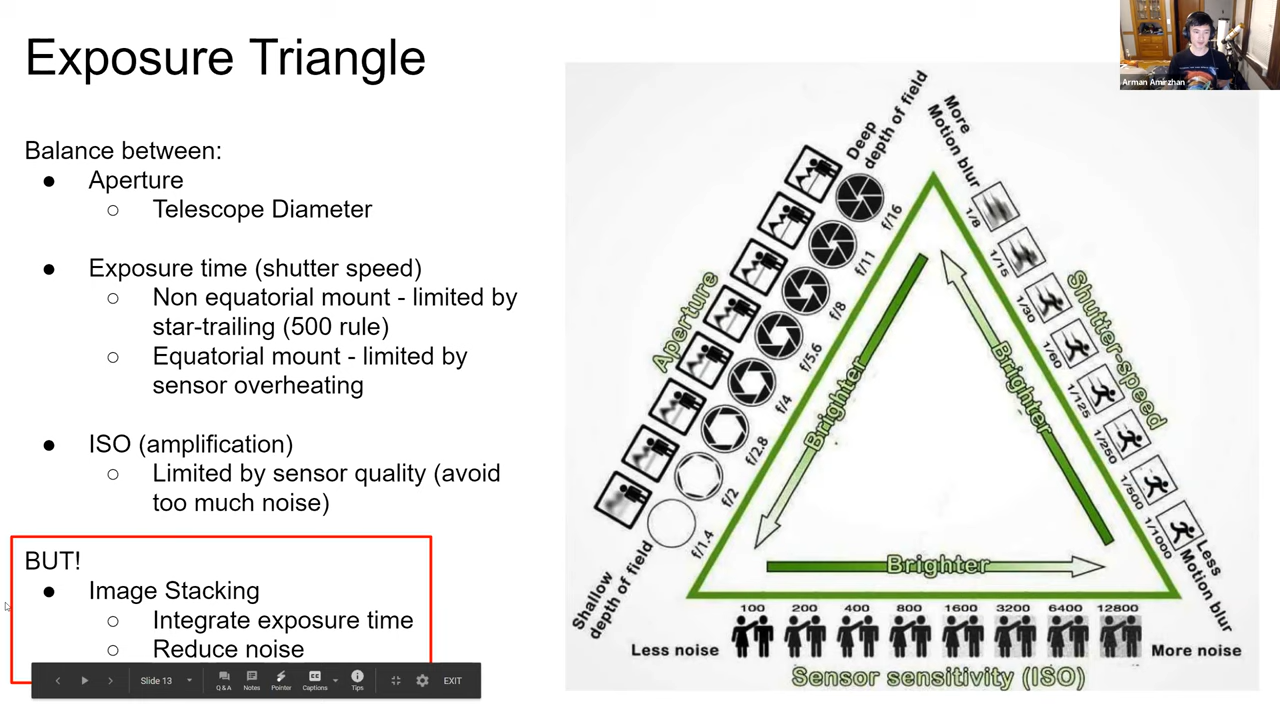 Exposure Triangle
Arman Amirzhan
Balance between:
● Aperture
○ Telescope Diameter
● Exposure time (shutter speed)
○ Non equatorial mount - limited by
star-trailing (500 rule)
○ Equatorial mount - limited by
sensor overheating
● ISO (amplification)
○ Limited by sensor quality (avoid
too much noise)
BUT!
● Image Stacking
○ Integrate exposure time
○ Reduce noise
Slide 13
Q & A
Notes
Pointer
Captions
Tips
EXIT
Deep
depth of field
Aperture
f/16
f/11
f/8
f/5.6
f/4
f/2.8
f/2
f/1.4
Shallow
depth of field
More
Motion blur
1/8
1/15
1/30
1/60
1/125
1/250
1/500
1/1000
Shutter-speed
Less
Motion blur
Brighter
Brighter
Brighter
100 200 400 800 1600 3200 6400 12800
Less noise
More noise
Sensor sensitivity (ISO)